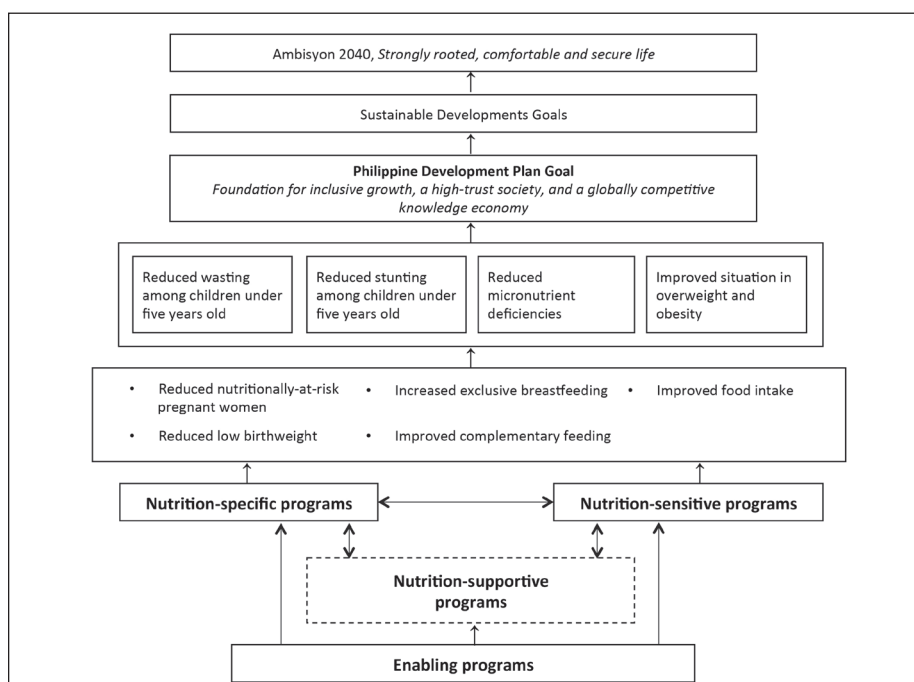 Ambisyon 2040, Strongly rooted, comfortable and secure life
Sustainable Developments Goals
Philippine Development Plan Goal
Foundation for inclusive growth, a high-trust society, and a globally competitive
knowledge economy
Reduced wasting
among children under
five years old
Reduced stunting
among children under
five years old
Reduced
micronutrient
deficiencies
Improved situation in
overweight and
obesity
• Reduced nutritionally-at-risk
pregnant women
• Reduced low birthweight
• Increased exclusive breastfeeding
• Improved complementary feeding
• Improved food intake
Nutrition-specific programs
Nutrition-sensitive programs
Nutrition-supportive
programs
Enabling programs